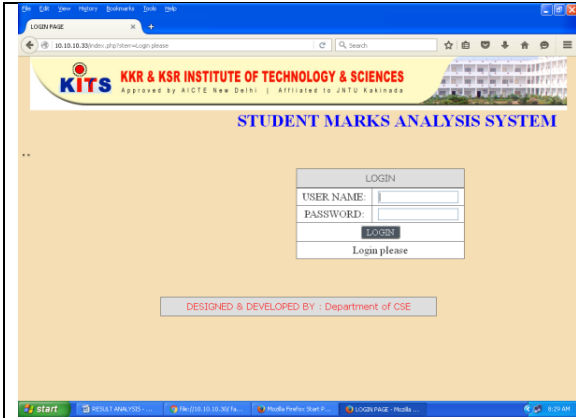 File Edit View History Bookmarks Tools Help
LOGIN PAGE
10.10.10.33/index.php?sten=Login please
Search
KITS
KKR & KSR INSTITUTE OF TECHNOLOGY & SCIENCES
Approved by AICTE New Delhi | Affiliated to JNTU Kakinada
STUDENT MARKS ANALYSIS SYSTEM
LOGIN
USER NAME:
PASSWORD:
LOGIN
Login please
DESIGNED & DEVELOPED BY : Department of CSE
start
RESULT ANALYSIS - ...
file://10.10.10.30/ Fa...
Mozilla Firefox Start P...
LOGIN PAGE - Mozilla ...
8:29 AM